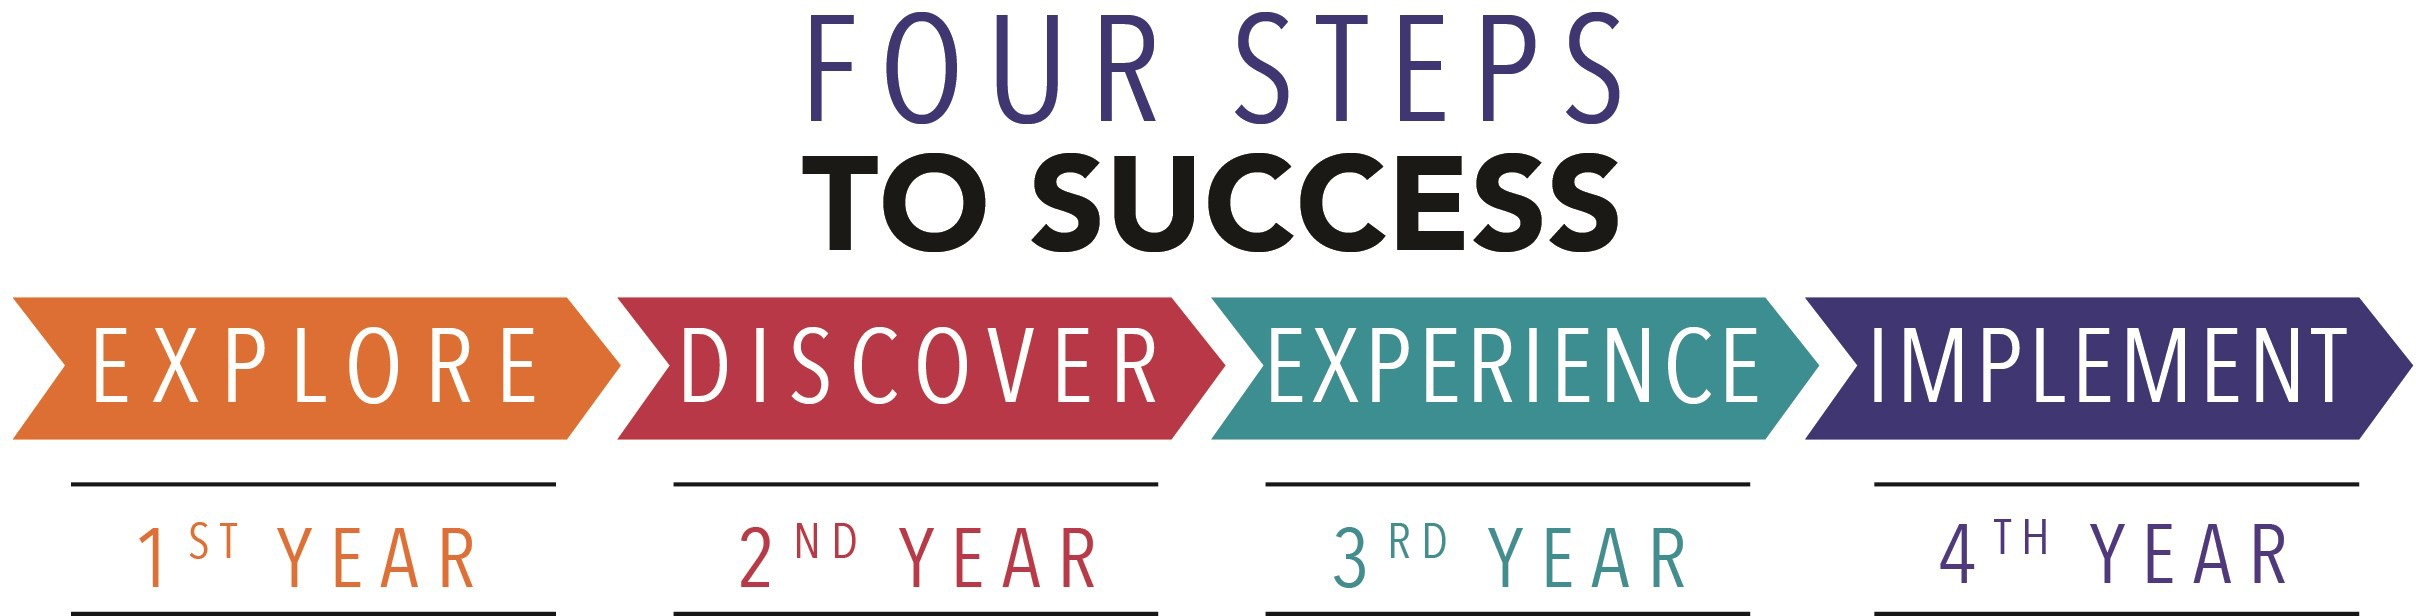 FOUR STEPS
TO SUCCESS
EXPLORE DISCOVER EXPERIENCE IMPLEMENT
1ST YEAR 2ND YEAR 3RD YEAR 4TH YEAR